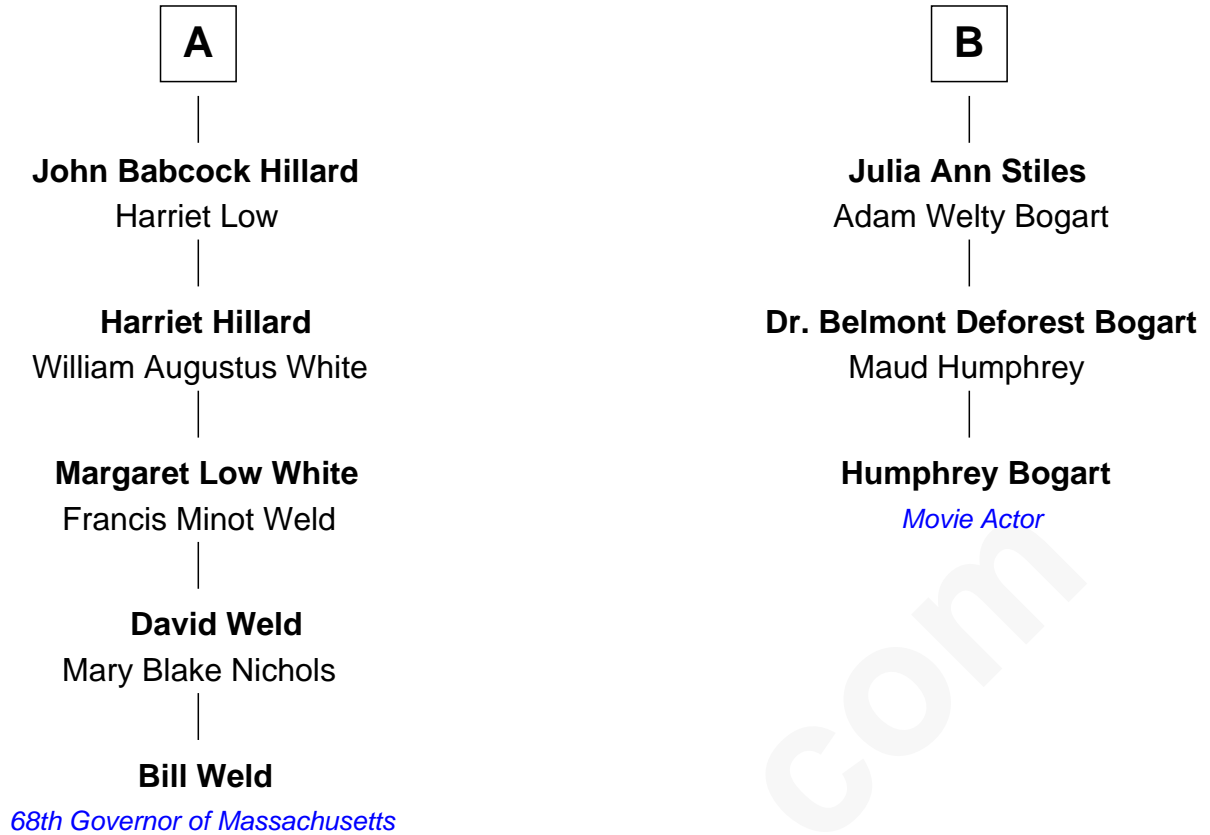 A
John Babcock Hillard
Harriet Low
Harriet Hillard
William Augustus White
Margaret Low White
Francis Minot Weld
David Weld
Mary Blake Nichols
Bill Weld
68th Governor of Massachusetts
B
Julia Ann Stiles
Adam Welty Bogart
Dr. Belmont Deforest Bogart
Maud Humphrey
Humphrey Bogart
Movie Actor
com